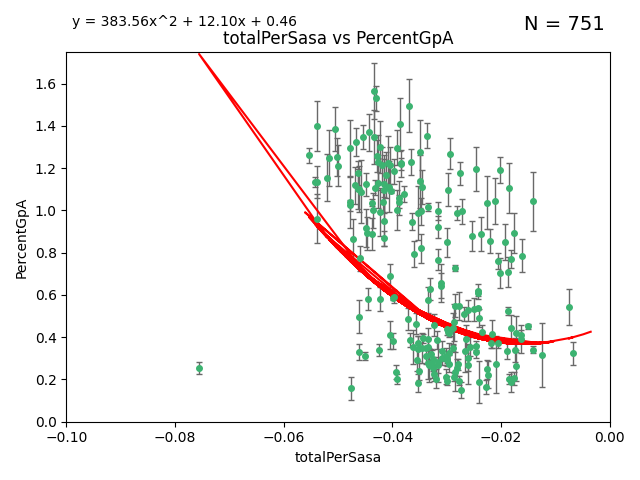 y = 383.56x^2 + 12.10x + 0.46
N = 751
totalPerSasa vs PercentGpA
PercentGpA
1.6
1.4
1.2
1.0
0.8
0.6
0.4
0.2
0.0
−0.10 −0.08 −0.06 −0.04 −0.02 0.00
totalPerSasa